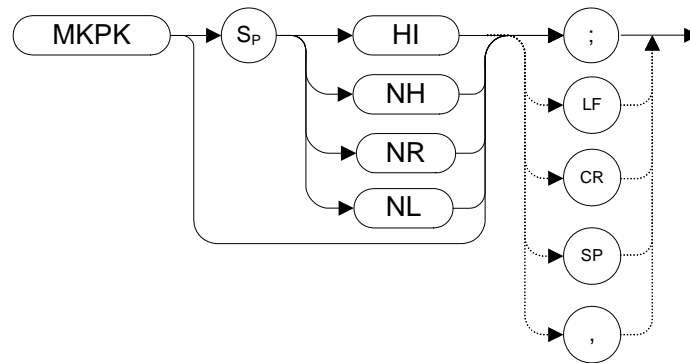 MKPK SP HI ;
NH LF
NR CR
NL SP
,